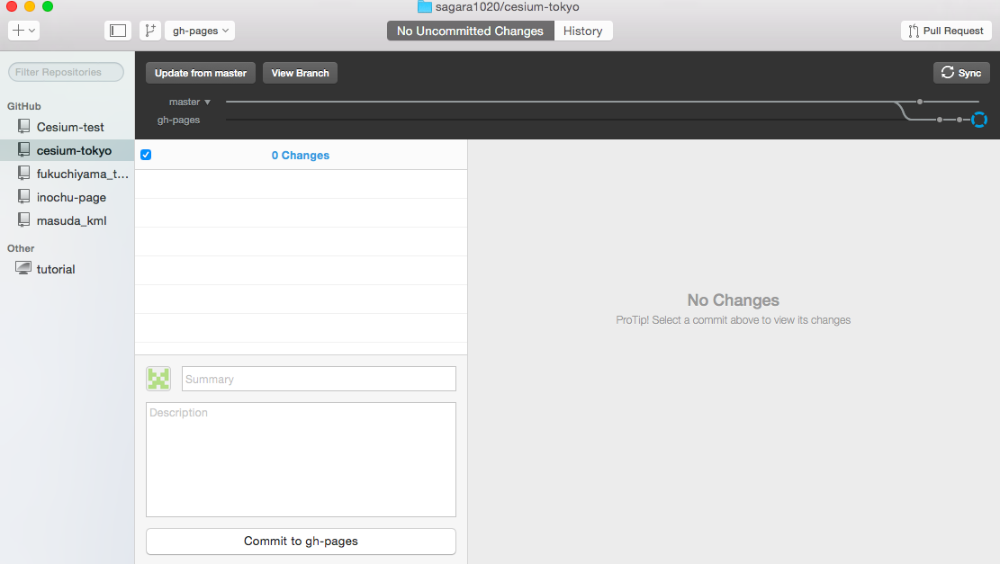 sagara1020/cesium-tokyo
gh-pages
No Uncommitted Changes
History
Pull Request
Filter Repositories
Update from master
View Branch
Sync
master
gh-pages
GitHub
Cesium-test
cesium-tokyo
fukuchiyama_t...
inochu-page
masuda_kml
Other
tutorial
0 Changes
No Changes
ProTip! Select a commit above to view its changes
Summary
Description
Commit to gh-pages